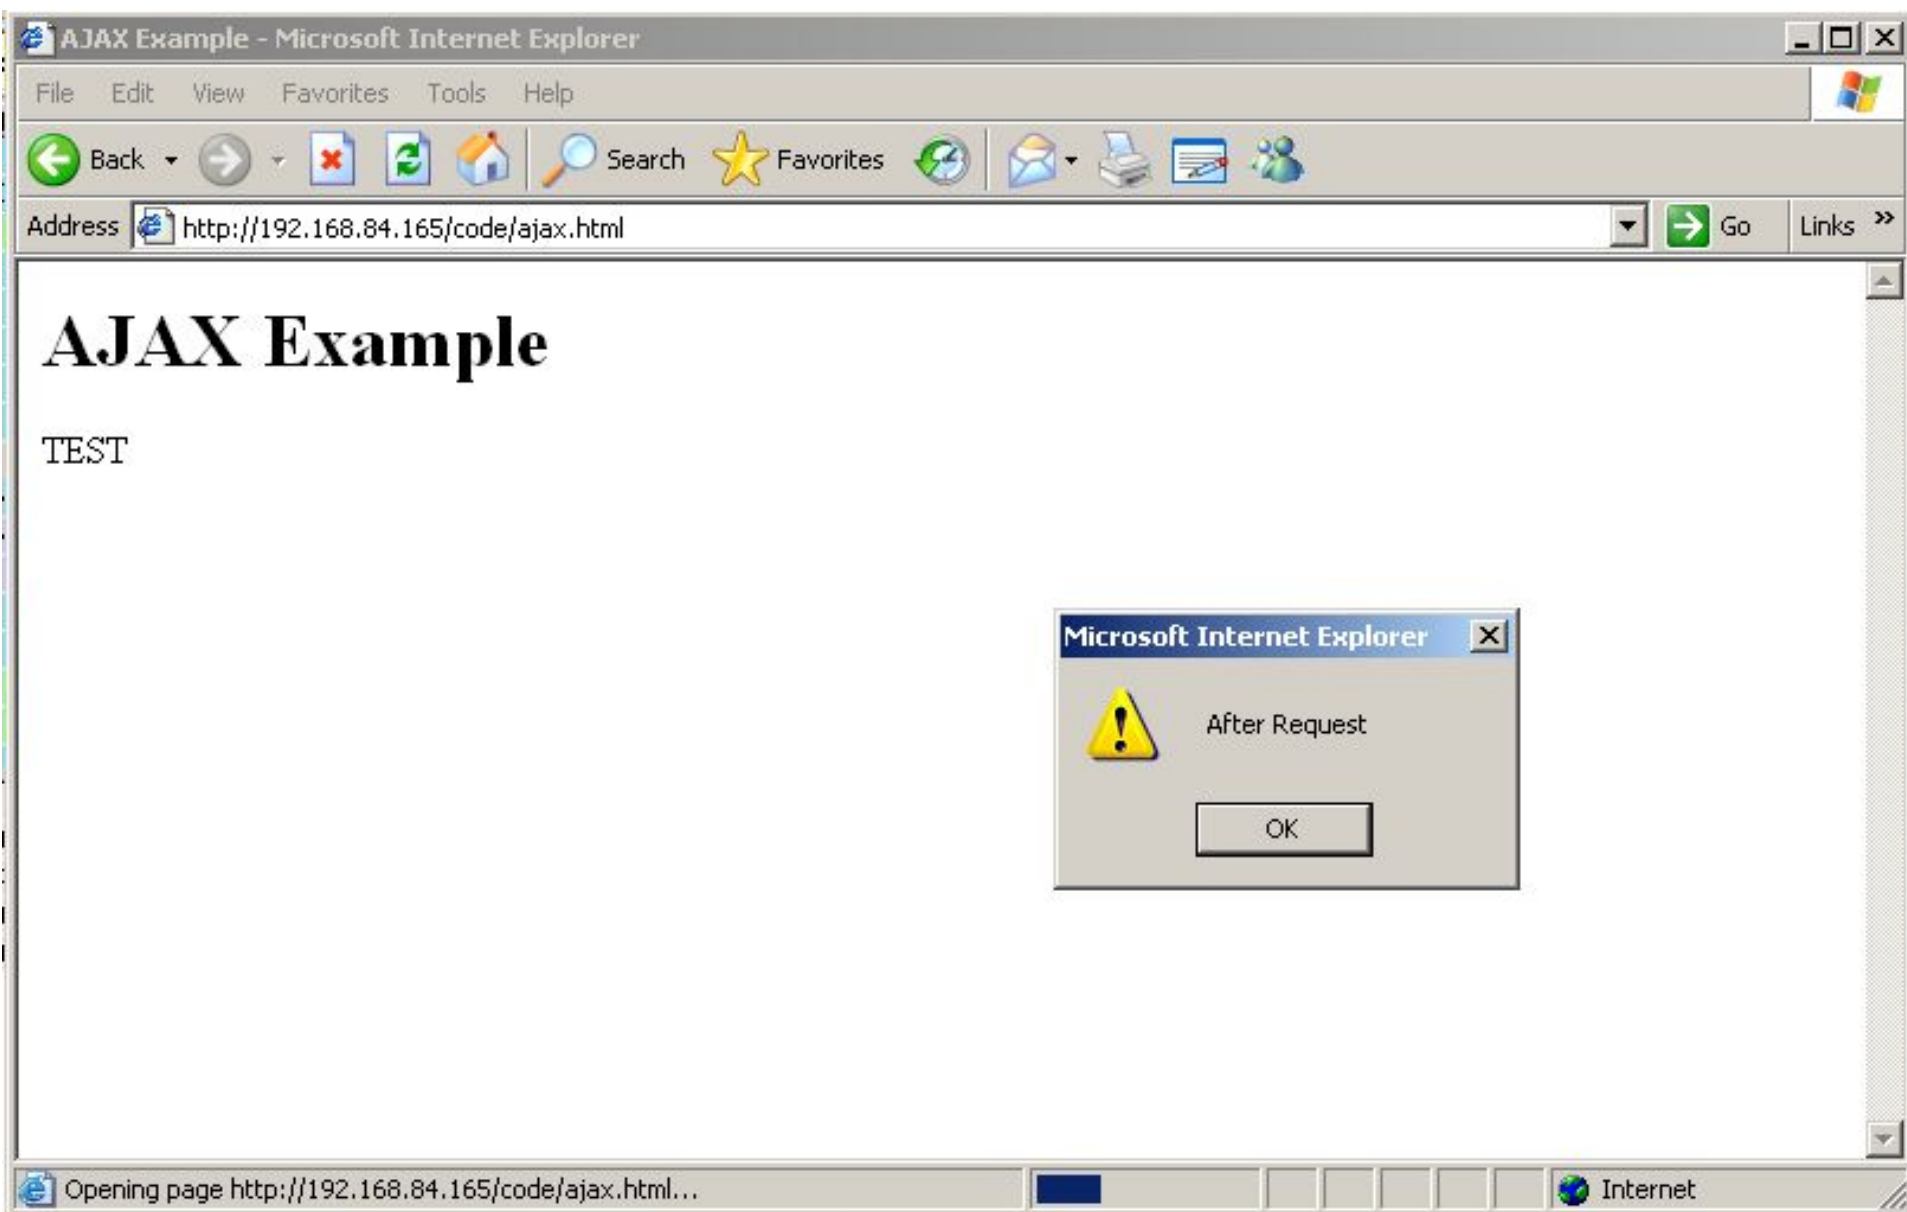 AJAX Example - Microsoft Internet Explorer
File Edit View Favorites Tools Help
Back Search Favorites
Address http://192.168.84.165/code/ajax.html Go Links »
AJAX Example
TEST
Microsoft Internet Explorer
After Request
OK
Opening page http://192.168.84.165/code/ajax.html... Internet